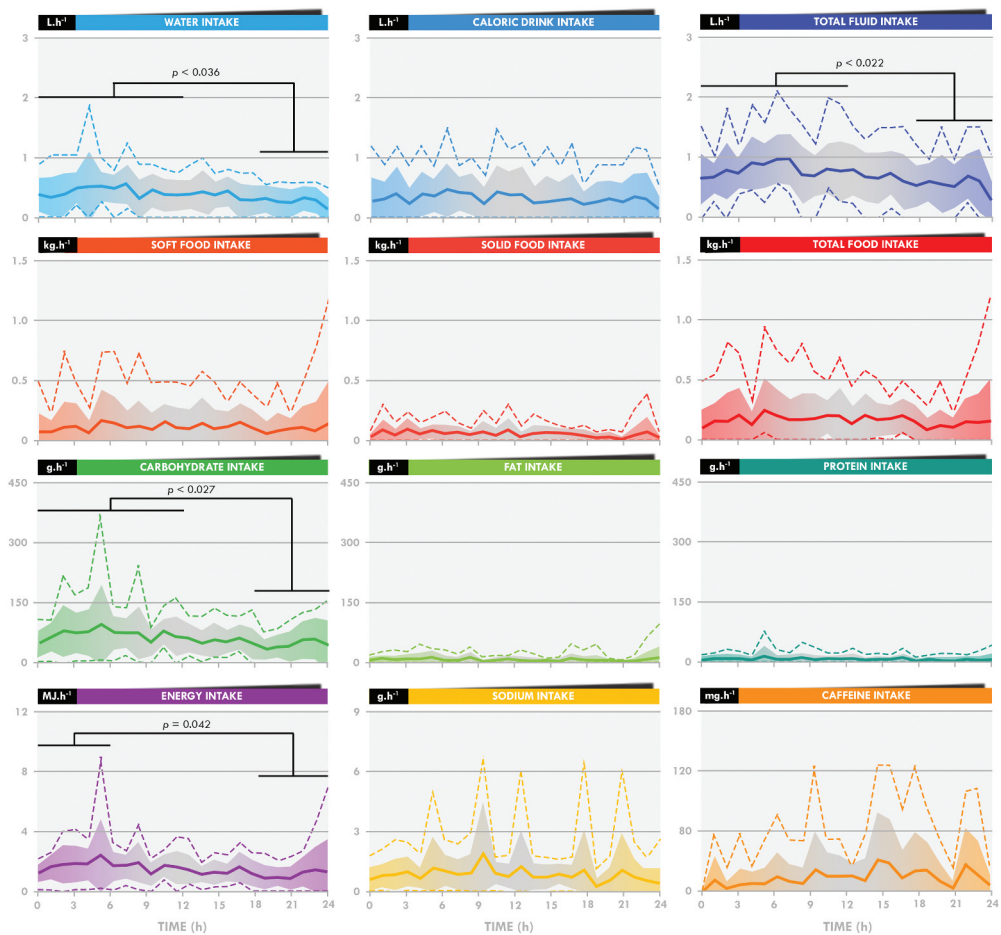 L.h⁻¹ WATER INTAKE L.h⁻¹ CALORIC DRINK INTAKE L.h⁻¹ TOTAL FLUID INTAKE
3 3 3
p < 0.036 p < 0.022
2 2 2
1 1 1
0 0 0
kg.h⁻¹ SOFT FOOD INTAKE kg.h⁻¹ SOLID FOOD INTAKE kg.h⁻¹ TOTAL FOOD INTAKE
1.5 1.5 1.5
1.0 1.0 1.0
0.5 0.5 0.5
0 0 0
g.h⁻¹ CARBOHYDRATE INTAKE g.h⁻¹ FAT INTAKE g.h⁻¹ PROTEIN INTAKE
450 450 450
p < 0.027
300 300 300
150 150 150
0 0 0
MJ.h⁻¹ ENERGY INTAKE g.h⁻¹ SODIUM INTAKE mg.h⁻¹ CAFFEINE INTAKE
12 9 180
p = 0.042
8 6 120
4 3 80
0 0 0
0 3 6 9 12 15 18 21 24 0 3 6 9 12 15 18 21 24 0 3 6 9 12 15 18 21 24
TIME (h) TIME (h) TIME (h)